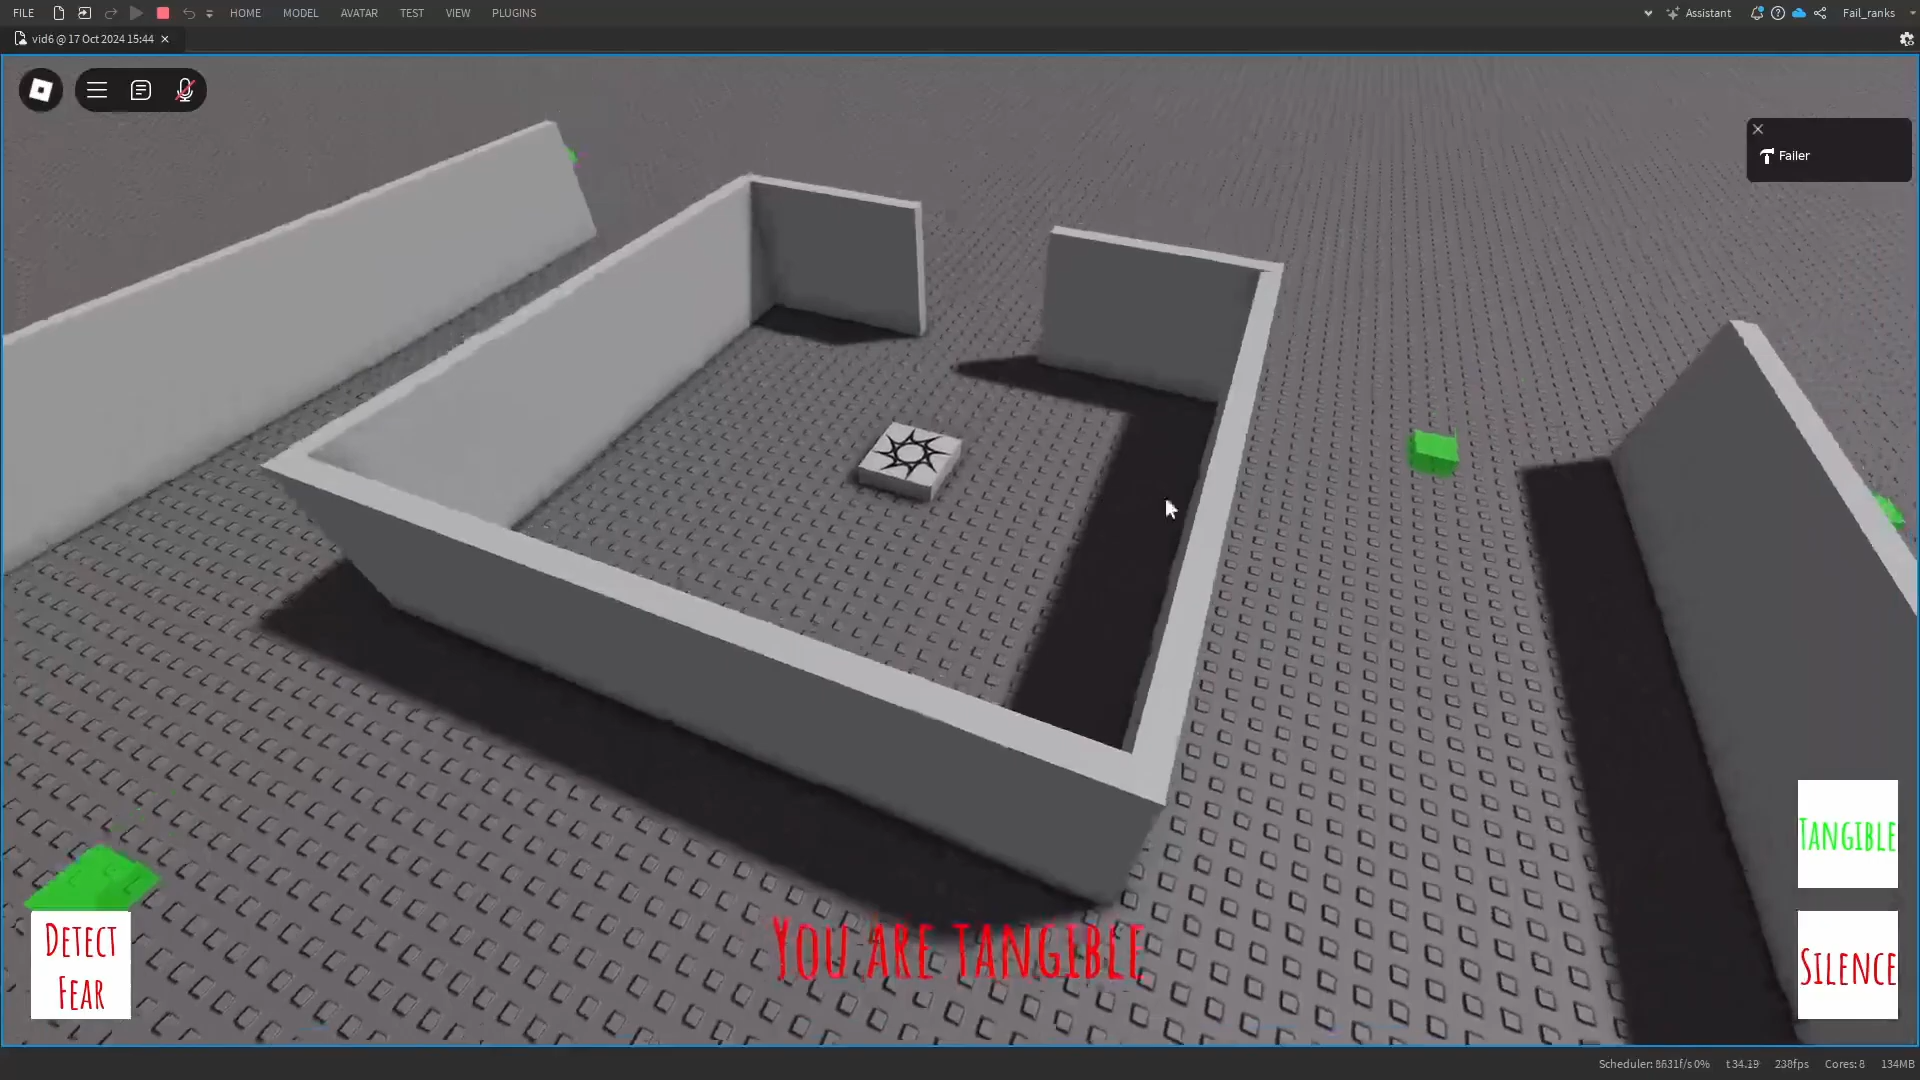 FILE HOME MODEL AVATAR TEST VIEW PLUGINS Assistant Fail_ranks
vid6 @ 17 Oct 2024 15:44
Failer
TANGIBLE
DETECT
FEAR
YOU ARE TANGIBLE
SILENCE
Scheduler: 8631f/s 0% t34.19 238fps Cores: 8 134MB